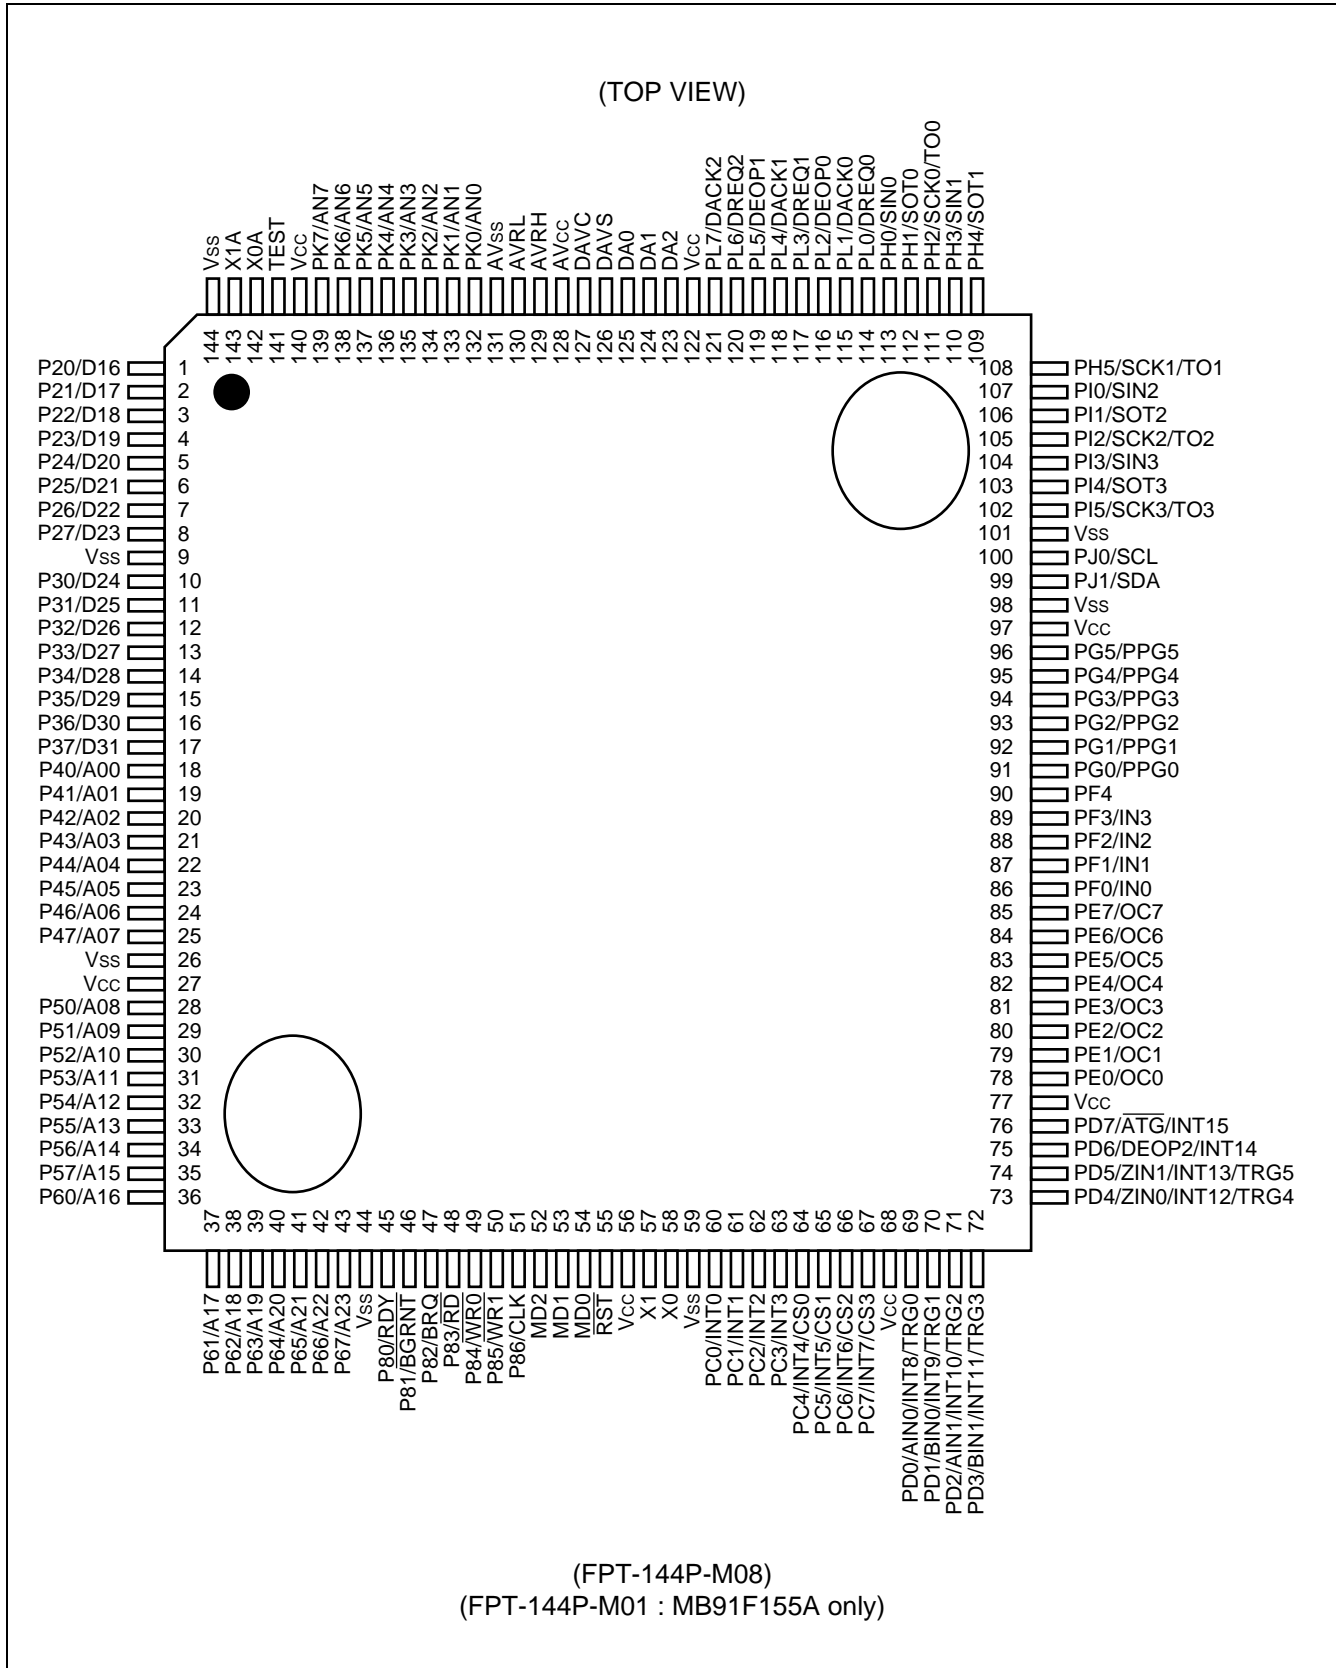 (TOP VIEW)
VSS
X1A
X0A
TEST
VCC
PK7/AN7
PK6/AN6
PK5/AN5
PK4/AN4
PK3/AN3
PK2/AN2
PK1/AN1
PK0/AN0
AVSS
AVRL
AVRH
AVCC
DAVC
DAVS
DA0
DA1
DA2
VCC
PL7/DACK2
PL6/DREQ2
PL5/DEOP1
PL4/DACK1
PL3/DREQ1
PL2/DEOP0
PL1/DACK0
PL0/DREQ0
PH0/SIN0
PH1/SOT0
PH2/SCK0/TO0
PH3/SIN1
PH4/SOT1
144
143
142
141
140
139
138
137
136
135
134
133
132
131
130
129
128
127
126
125
124
123
122
121
120
119
118
117
116
115
114
113
112
111
110
109
P20/D16 1
P21/D17 2
P22/D18 3
P23/D19 4
P24/D20 5
P25/D21 6
P26/D22 7
P27/D23 8
VSS 9
P30/D24 10
P31/D25 11
P32/D26 12
P33/D27 13
P34/D28 14
P35/D29 15
P36/D30 16
P37/D31 17
P40/A00 18
P41/A01 19
P42/A02 20
P43/A03 21
P44/A04 22
P45/A05 23
P46/A06 24
P47/A07 25
VSS 26
VCC 27
P50/A08 28
P51/A09 29
P52/A10 30
P53/A11 31
P54/A12 32
P55/A13 33
P56/A14 34
P57/A15 35
P60/A16 36
108 PH5/SCK1/TO1
107 PI0/SIN2
106 PI1/SOT2
105 PI2/SCK2/TO2
104 PI3/SIN3
103 PI4/SOT3
102 PI5/SCK3/TO3
101 VSS
100 PJ0/SCL
99 PJ1/SDA
98 VSS
97 VCC
96 PG5/PPG5
95 PG4/PPG4
94 PG3/PPG3
93 PG2/PPG2
92 PG1/PPG1
91 PG0/PPG0
90 PF4
89 PF3/IN3
88 PF2/IN2
87 PF1/IN1
86 PF0/IN0
85 PE7/OC7
84 PE6/OC6
83 PE5/OC5
82 PE4/OC4
81 PE3/OC3
80 PE2/OC2
79 PE1/OC1
78 PE0/OC0
77 VCC
76 PD7/ATG/INT15
75 PD6/DEOP2/INT14
74 PD5/ZIN1/INT13/TRG5
73 PD4/ZIN0/INT12/TRG4
37
38
39
40
41
42
43
44
45
46
47
48
49
50
51
52
53
54
55
56
57
58
59
60
61
62
63
64
65
66
67
68
69
70
71
72
P61/A17
P62/A18
P63/A19
P64/A20
P65/A21
P66/A22
P67/A23
VSS
P80/RDY
P81/BGRNT
P82/BRQ
P83/RD
P84/WR0
P85/WR1
P86/CLK
MD2
MD1
MD0
RST
VCC
X1
X0
VSS
PC0/INT0
PC1/INT1
PC2/INT2
PC3/INT3
PC4/INT4/CS0
PC5/INT5/CS1
PC6/INT6/CS2
PC7/INT7/CS3
VCC
PD0/AIN0/INT8/TRG0
PD1/BIN0/INT9/TRG1
PD2/AIN1/INT10/TRG2
PD3/BIN1/INT11/TRG3
(FPT-144P-M08)
(FPT-144P-M01 : MB91F155A only)